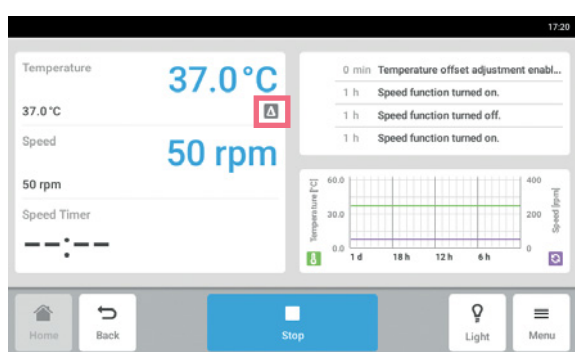 17:20
Temperature
37.0 °C
37.0 °C
Δ
Speed
50 rpm
50 rpm
Speed Timer
--:--
0 min Temperature offset adjustment enabl...
1 h Speed function turned on.
1 h Speed function turned off.
1 h Speed function turned on.
Temperature [°C]
60.0
30.0
0.0
400
200
0
Speed [rpm]
1 d 18 h 12 h 6 h
Home
Back
Stop
Light
Menu